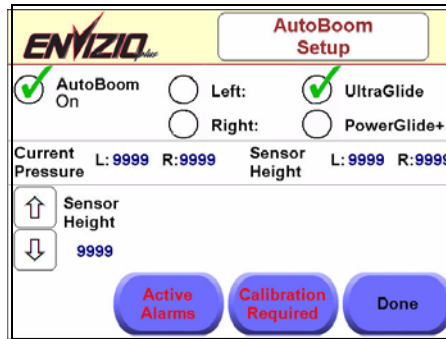 ENVIZIO plus
AutoBoom
Setup
AutoBoom
On
Left:
UltraGlide
Right:
PowerGlide+
Current
Pressure
L: 9999 R:9999
Sensor
Height
L: 9999 R:9999
Sensor
Height
9999
Active
Alarms
Calibration
Required
Done